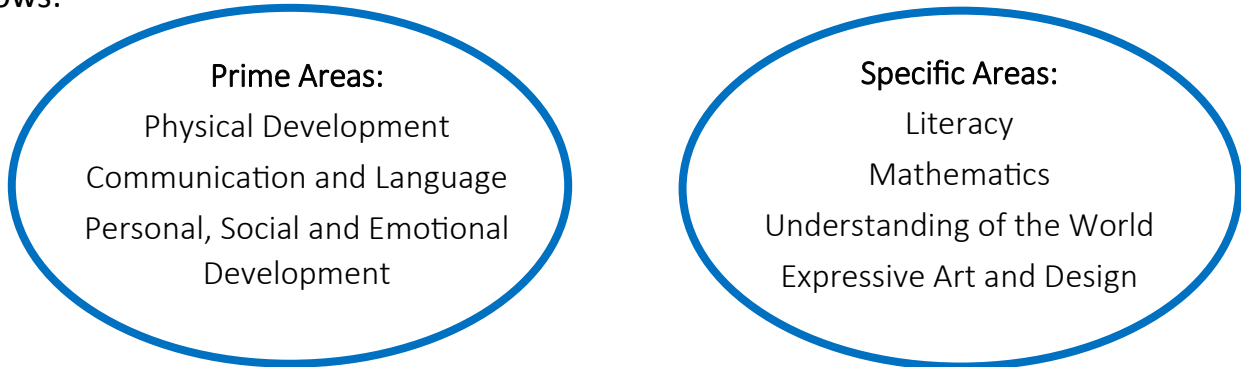 Prime Areas:
Physical Development
Communication and Language
Personal, Social and Emotional
Development
Specific Areas:
Literacy
Mathematics
Understanding of the World
Expressive Art and Design